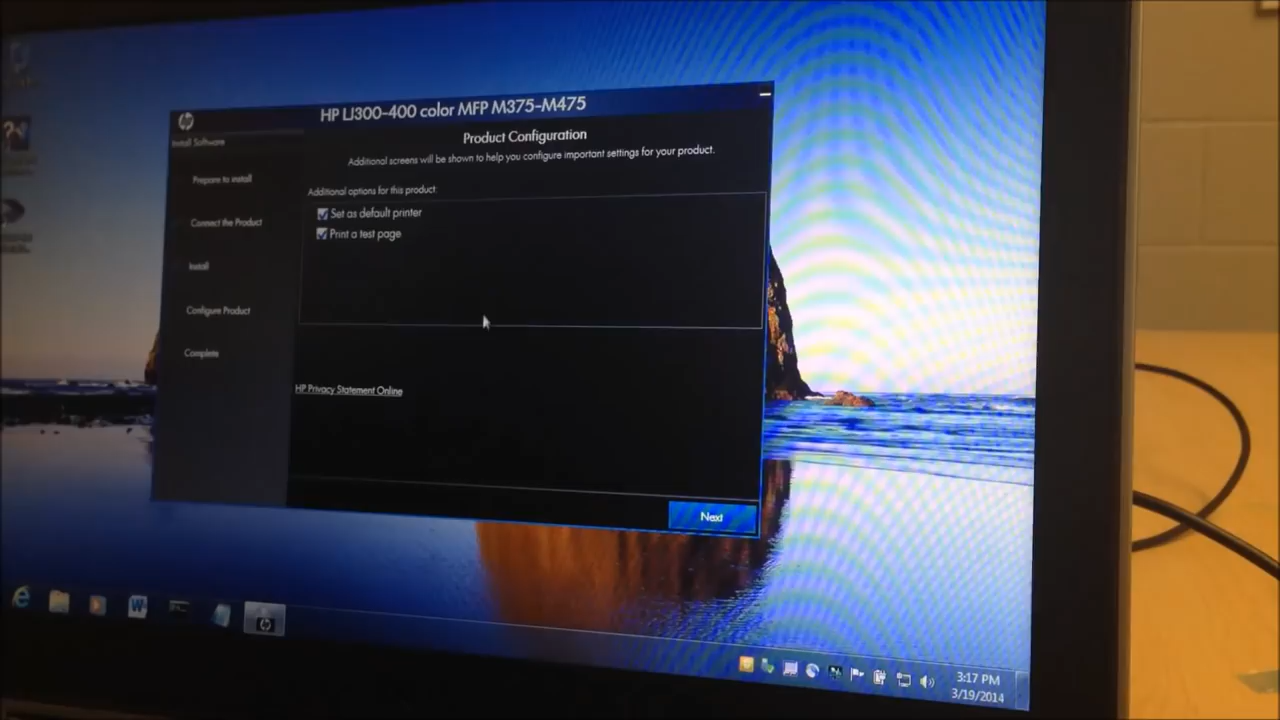 HP LJ300-400 color MFP M375-M475
Install Software
Prepare to install
Connect the Product
Install
Configure Product
Complete
Product Configuration
Additional screens will be shown to help you configure important settings for your product.
Additional options for this product:
Set as default printer
Print a test page
HP Privacy Statement Online
Next
3:17 PM
3/19/2014